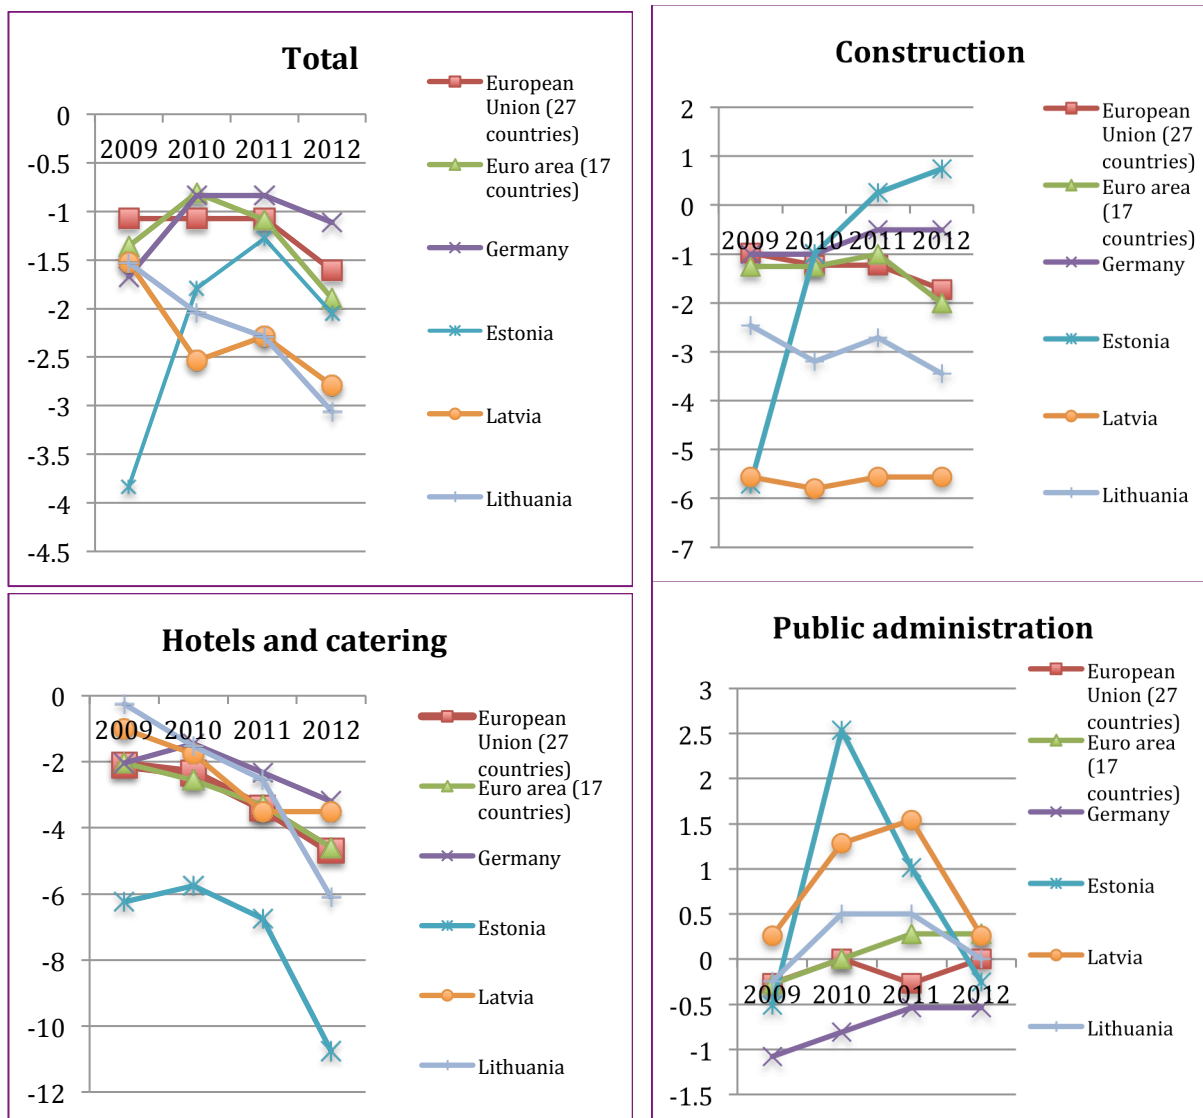 Total
0
-0.5
-1
-1.5
-2
-2.5
-3
-3.5
-4
-4.5
2009 2010 2011 2012
European
Union (27
countries)
Euro area (17
countries)
Germany
Estonia
Latvia
Lithuania
Construction
2
1
0
-1
-2
-3
-4
-5
-6
-7
2009 2010 2011 2012
European
Union (27
countries)
Euro area
(17
countries)
Germany
Estonia
Latvia
Lithuania
Hotels and catering
0
-2
-4
-6
-8
-10
-12
2009 2010 2011 2012
European
Union (27
countries)
Euro area (17
countries)
Germany
Estonia
Latvia
Lithuania
Public administration
3
2.5
2
1.5
1
0.5
0
-0.5
-1
-1.5
2009 2010 2011 2012
European
Union (27
countries)
Euro area (17
countries)
Germany
Estonia
Latvia
Lithuania